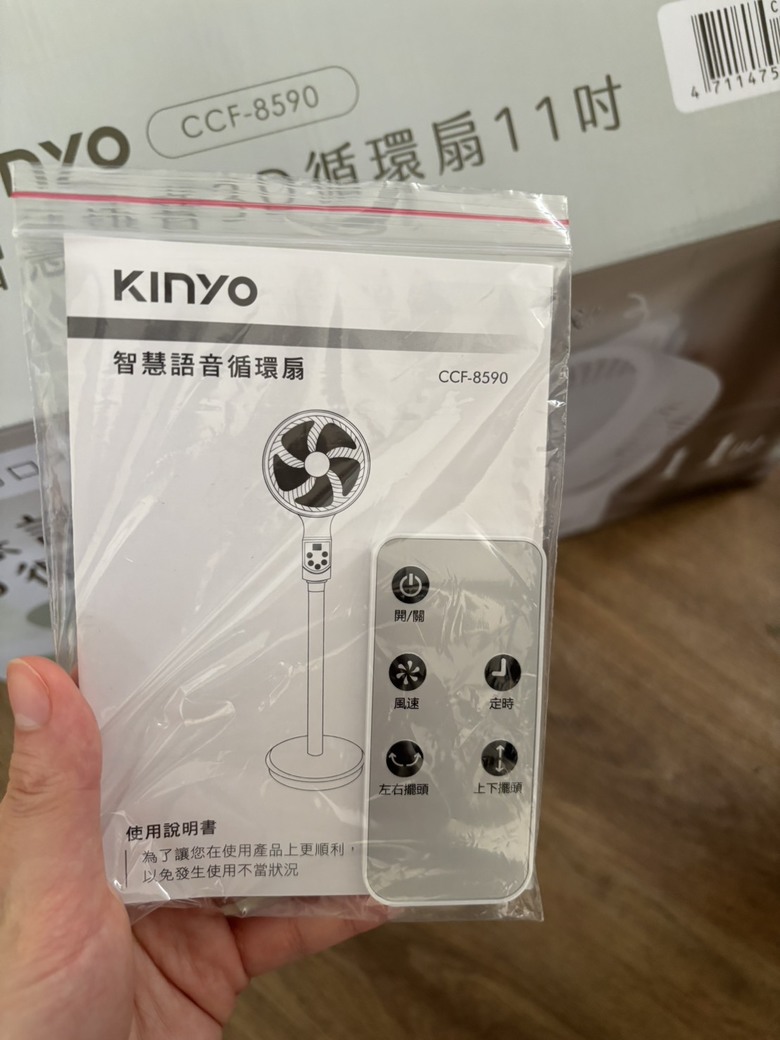 CCF-8590
循環扇11吋
4 711475
KINYO
智慧語音循環扇
CCF-8590
開/關
風速
定時
左右擺頭
上下擺頭
使用說明書
為了讓您在使用產品上更順利，
以免發生使用不當狀況